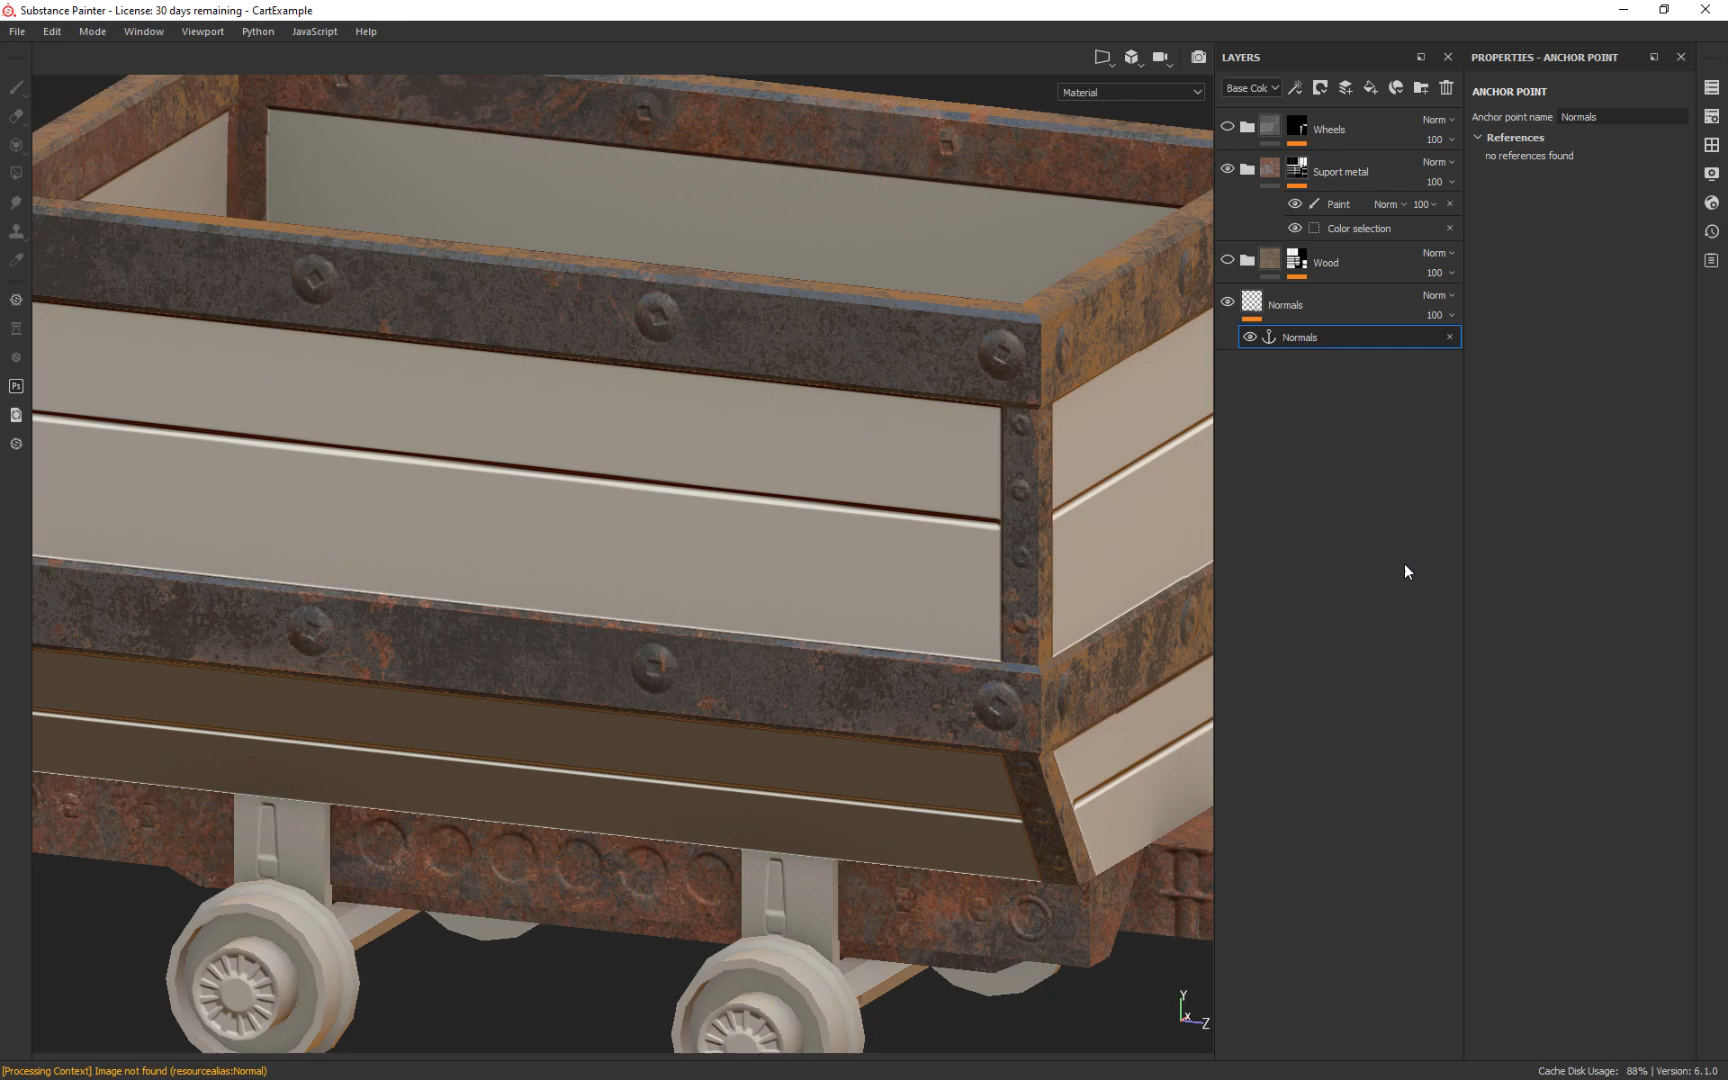 Substance Painter - License: 30 days remaining - CartExample
File Edit Mode Window Viewport Python JavaScript Help
Material
LAYERS
Base Colo
Wheels
Norm
100
Suport metal
Norm
100
Paint Norm 100
Color selection
Wood
Norm
100
Normals
Norm
100
Normals
PROPERTIES - ANCHOR POINT
ANCHOR POINT
Anchor point name Normals
References
no references found
Ps
Y
X
Z
[Processing Context] Image not found (resourcealias:Normal)
Cache Disk Usage: 88% | Version: 6.1.0